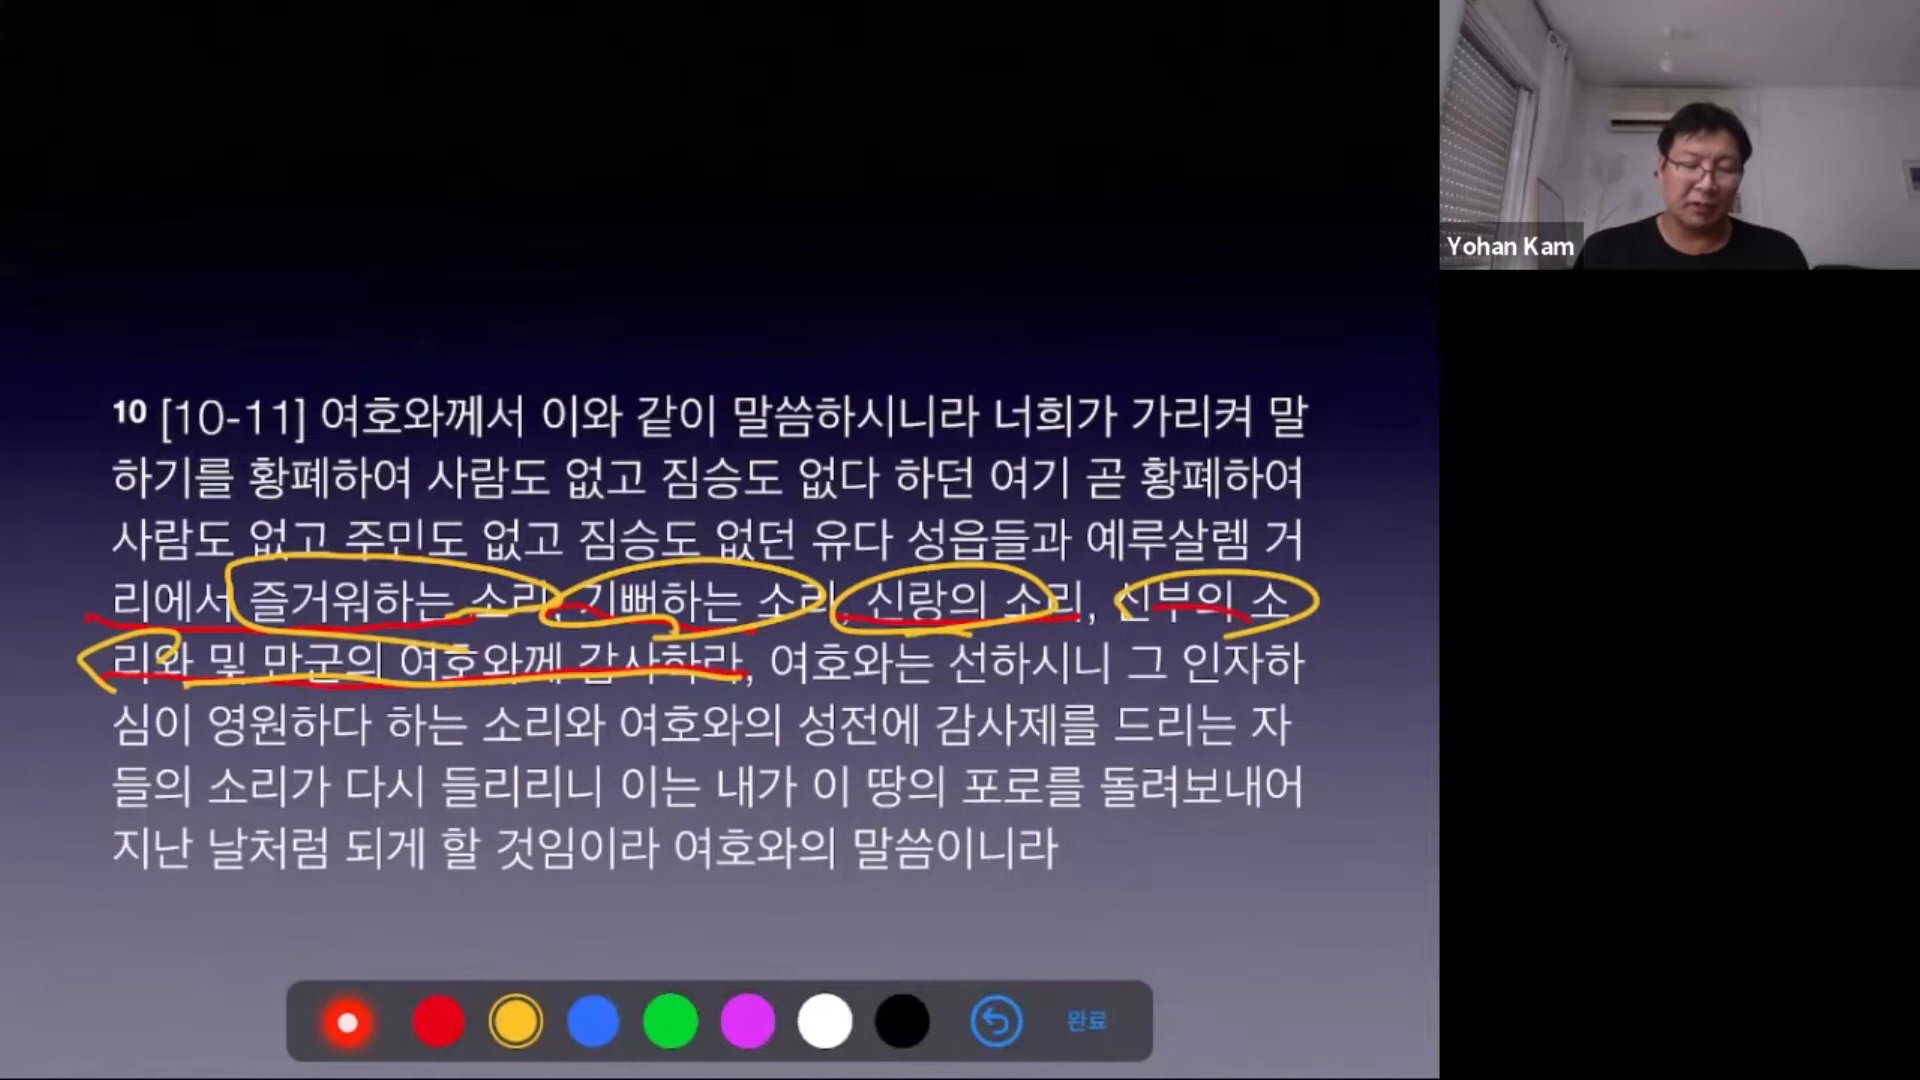 10 [10-11] 여호와께서 이와 같이 말씀하시니라 너희가 가리켜 말
하기를 황폐하여 사람도 없고 짐승도 없다 하던 여기 곧 황폐하여
사람도 없고 주민도 없고 짐승도 없던 유다 성읍들과 예루살렘 거
리에서 즐거워하는 소리, 기뻐하는 소리, 신랑의 소리, 신부의 소
리와 및 만군의 여호와께 감사하라, 여호와는 선하시니 그 인자하
심이 영원하다 하는 소리와 여호와의 성전에 감사제를 드리는 자
들의 소리가 다시 들리리니 이는 내가 이 땅의 포로를 돌려보내어
지난 날처럼 되게 할 것임이라 여호와의 말씀이니라
완료
Yohan Kam